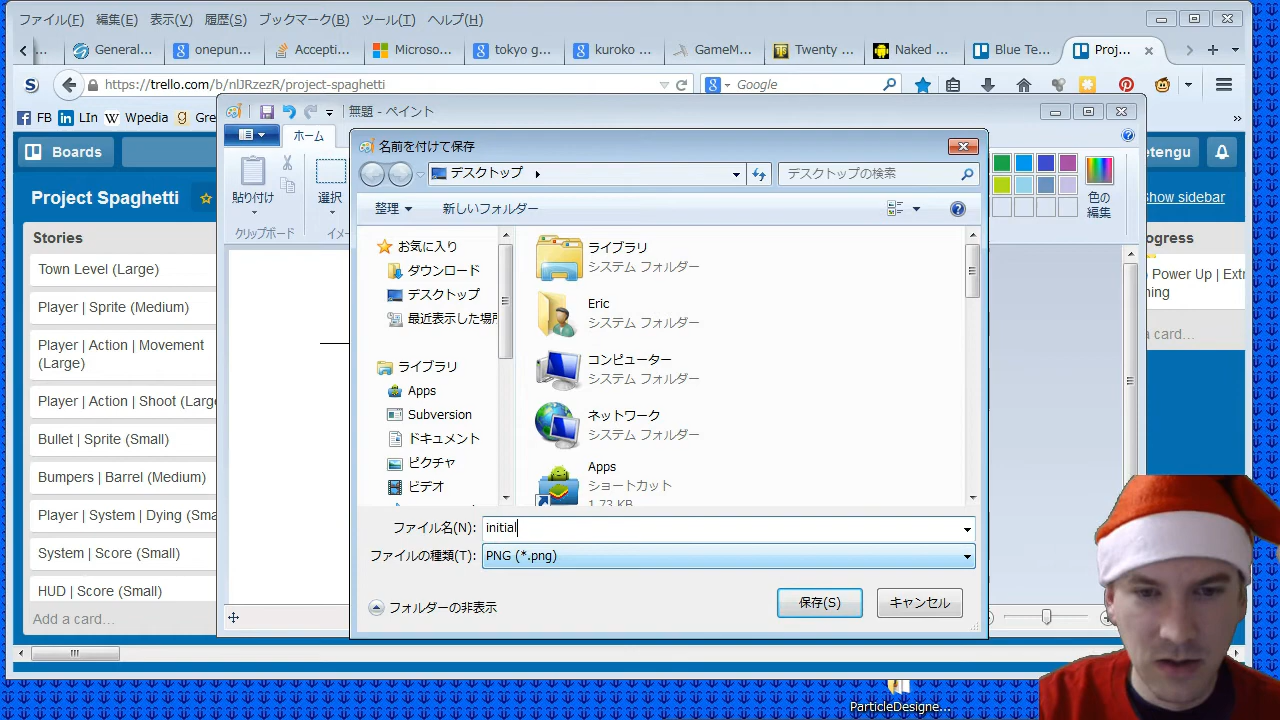 ファイル(F) 編集(E) 表示(V) 履歴(S) ブックマーク(B) ツール(T) ヘルプ(H)
General... onepun... Accepti... Microso... tokyo g... kuroko ... GameM... Twenty ... Naked ... Blue Te... Proj...
https://trello.com/b/nlJRzezR/project-spaghetti
Google
FB LIn Wpedia Gre
無題 - ペイント
Boards
etengu
ホーム
名前を付けて保存
デスクトップ
デスクトップの検索
貼り付け
選択
色の
編集
クリップボード
イメー
Project Spaghetti
Show sidebar
整理 新しいフォルダー
Stories
Town Level (Large)
Player | Sprite (Medium)
Player | Action | Movement
(Large)
Player | Action | Shoot (Large
Bullet | Sprite (Small)
Bumpers | Barrel (Medium)
Player | System | Dying (Sma
System | Score (Small)
HUD | Score (Small)
Add a card…
お気に入り
ダウンロード
デスクトップ
最近表示した場所
ライブラリ
Apps
Subversion
ドキュメント
ピクチャ
ビデオ
ライブラリ
システム フォルダー
Eric
システム フォルダー
コンピューター
システム フォルダー
ネットワーク
システム フォルダー
Apps
ショートカット
1.73 KB
ファイル名(N): initial
ファイルの種類(T): PNG (*.png)
フォルダーの非表示
保存(S)
キャンセル
ogress
Power Up | Extr
ning
add a card…
ParticleDesigne...